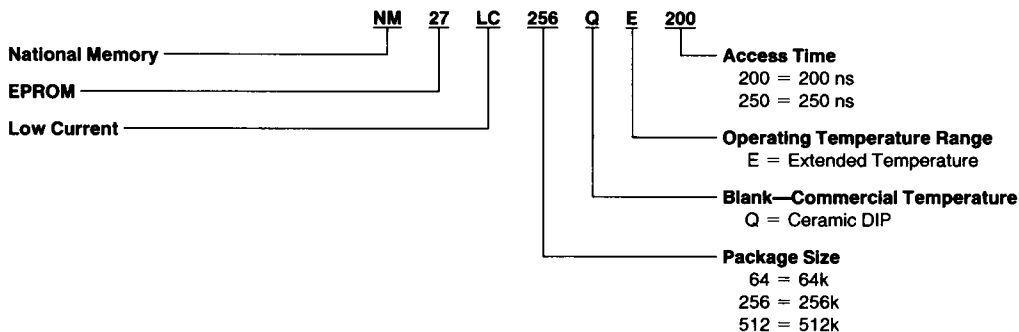 NM 27 LC 256 Q E 200
National Memory
EPROM
Low Current
Access Time
200 = 200 ns
250 = 250 ns
Operating Temperature Range
E = Extended Temperature
Blank—Commercial Temperature
Q = Ceramic DIP
Package Size
64 = 64k
256 = 256k
512 = 512k